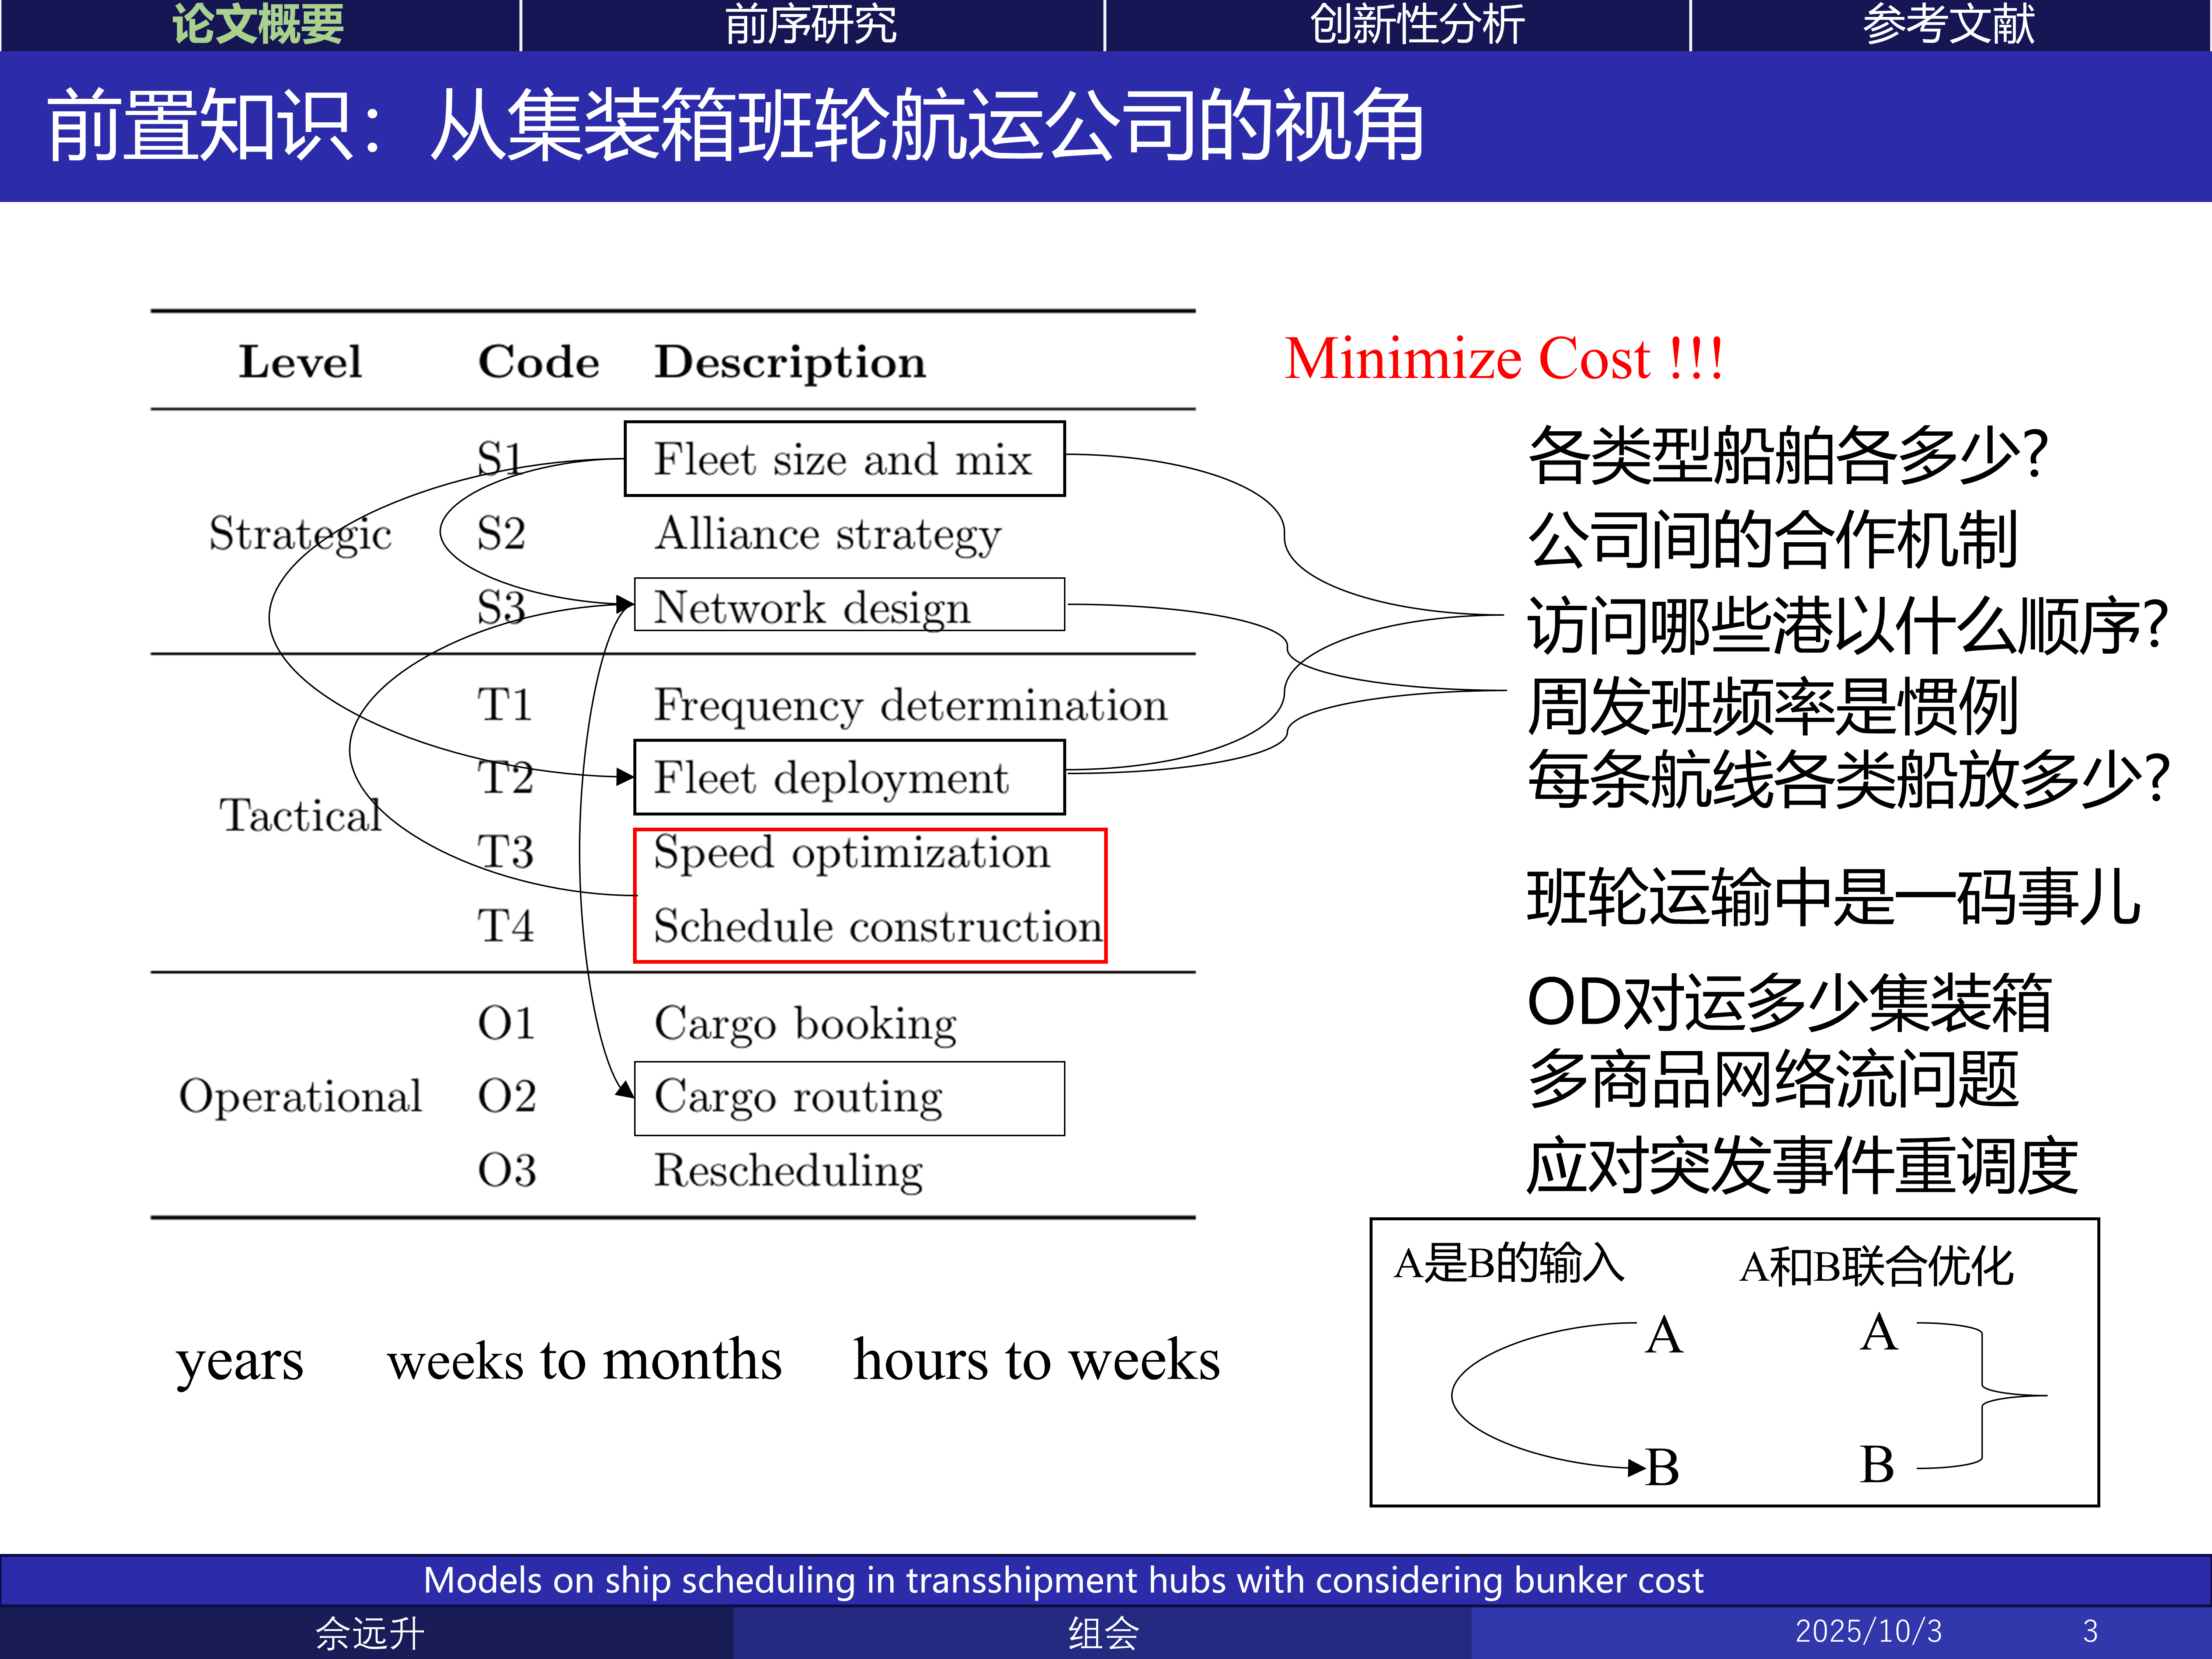 论文概要 前序研究 创新性分析 参考文献
前置知识：从集装箱班轮航运公司的视角
Level Code Description
S1 Fleet size and mix
Strategic S2 Alliance strategy
S3 Network design
T1 Frequency determination
T2 Fleet deployment
Tactical
T3 Speed optimization
T4 Schedule construction
O1 Cargo booking
Operational O2 Cargo routing
O3 Rescheduling
Minimize Cost !!!
各类型船舶各多少?
公司间的合作机制
访问哪些港以什么顺序?
周发班频率是惯例
每条航线各类船放多少?
班轮运输中是一码事儿
OD对运多少集装箱
多商品网络流问题
应对突发事件重调度
years weeks to months hours to weeks
A是B的输入 A和B联合优化
A A
B B
Models on ship scheduling in transshipment hubs with considering bunker cost
佘远升 组会 2025/10/3 3